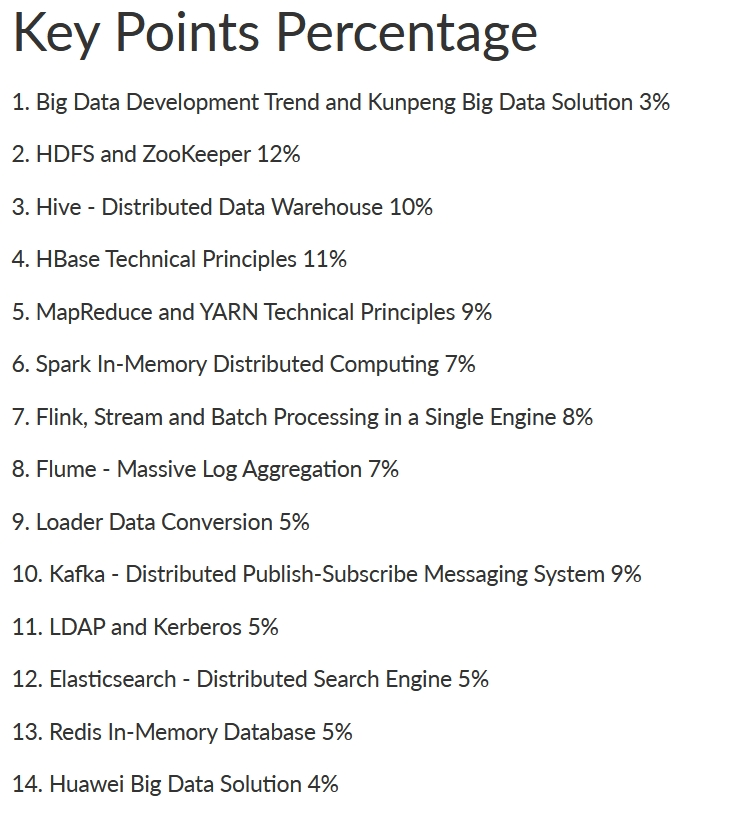 Key Points Percentage
1. Big Data Development Trend and Kunpeng Big Data Solution 3%
2. HDFS and ZooKeeper 12%
3. Hive - Distributed Data Warehouse 10%
4. HBase Technical Principles 11%
5. MapReduce and YARN Technical Principles 9%
6. Spark In-Memory Distributed Computing 7%
7. Flink, Stream and Batch Processing in a Single Engine 8%
8. Flume - Massive Log Aggregation 7%
9. Loader Data Conversion 5%
10. Kafka - Distributed Publish-Subscribe Messaging System 9%
11. LDAP and Kerberos 5%
12. Elasticsearch - Distributed Search Engine 5%
13. Redis In-Memory Database 5%
14. Huawei Big Data Solution 4%